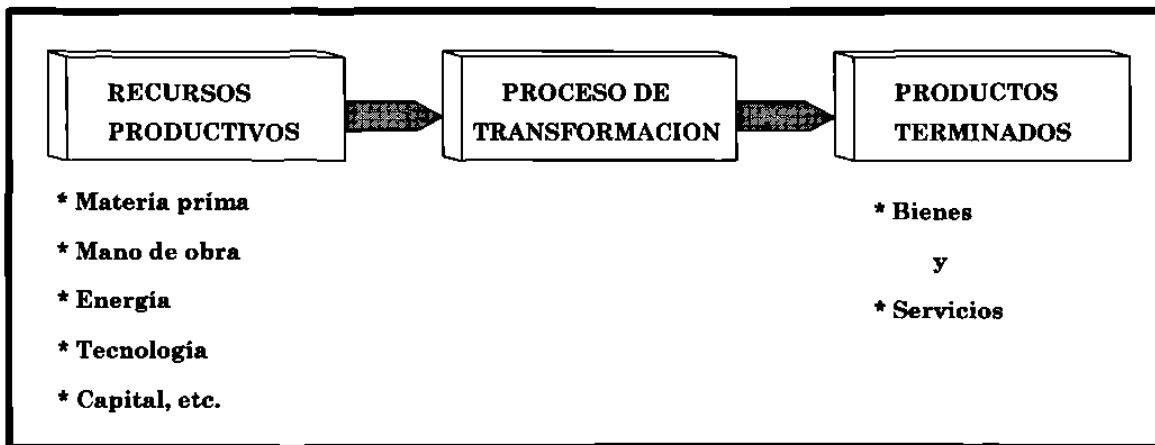 RECURSOS
PRODUCTIVOS
PROCESO DE
TRANSFORMACION
PRODUCTOS
TERMINADOS
* Materia prima
* Mano de obra
* Energía
* Tecnología
* Capital, etc.
* Bienes
y
* Servicios